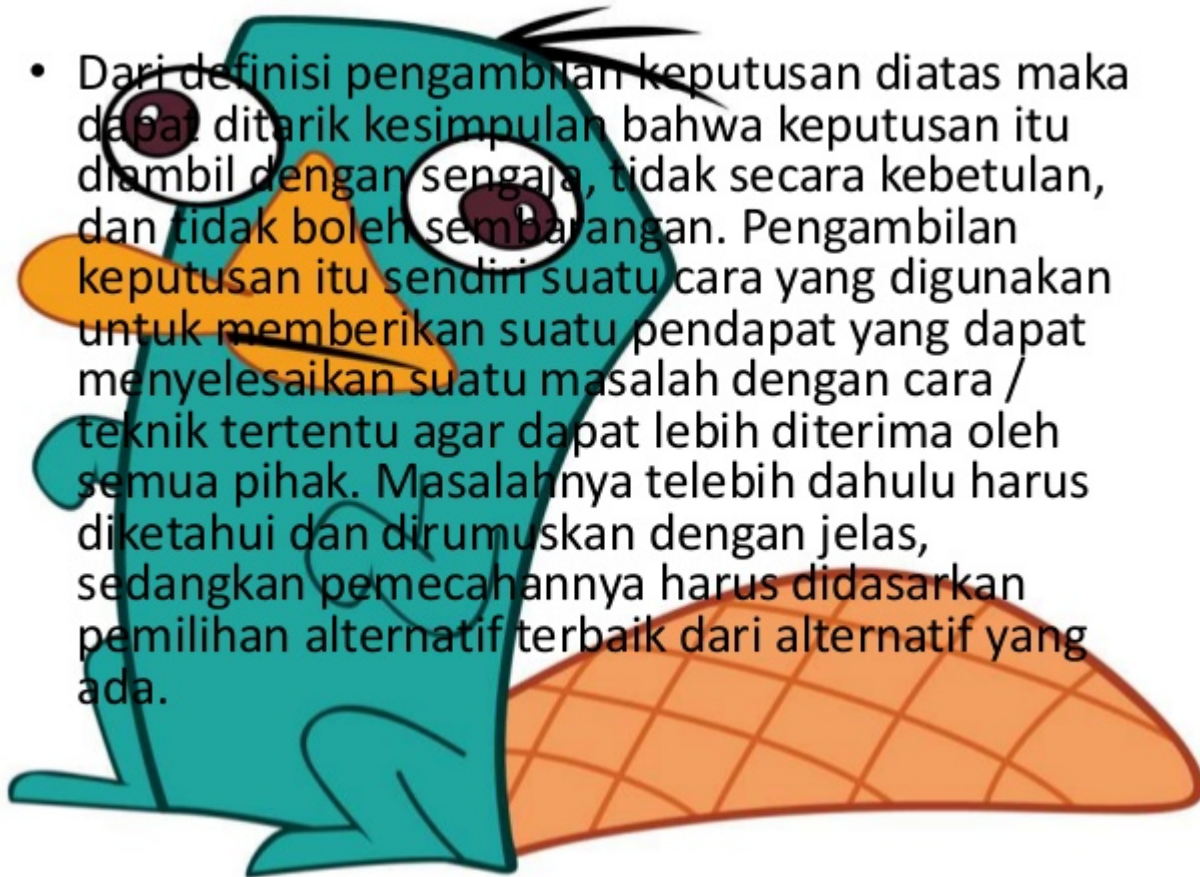 • Dari definisi pengambilan keputusan diatas maka
dapat ditarik kesimpulan bahwa keputusan itu
diambil dengan sengaja, tidak secara kebetulan,
dan tidak boleh sembarangan. Pengambilan
keputusan itu sendiri suatu cara yang digunakan
untuk memberikan suatu pendapat yang dapat
menyelesaikan suatu masalah dengan cara /
teknik tertentu agar dapat lebih diterima oleh
semua pihak. Masalahnya telebih dahulu harus
diketahui dan dirumuskan dengan jelas,
sedangkan pemecahannya harus didasarkan
pemilihan alternatif terbaik dari alternatif yang
ada.